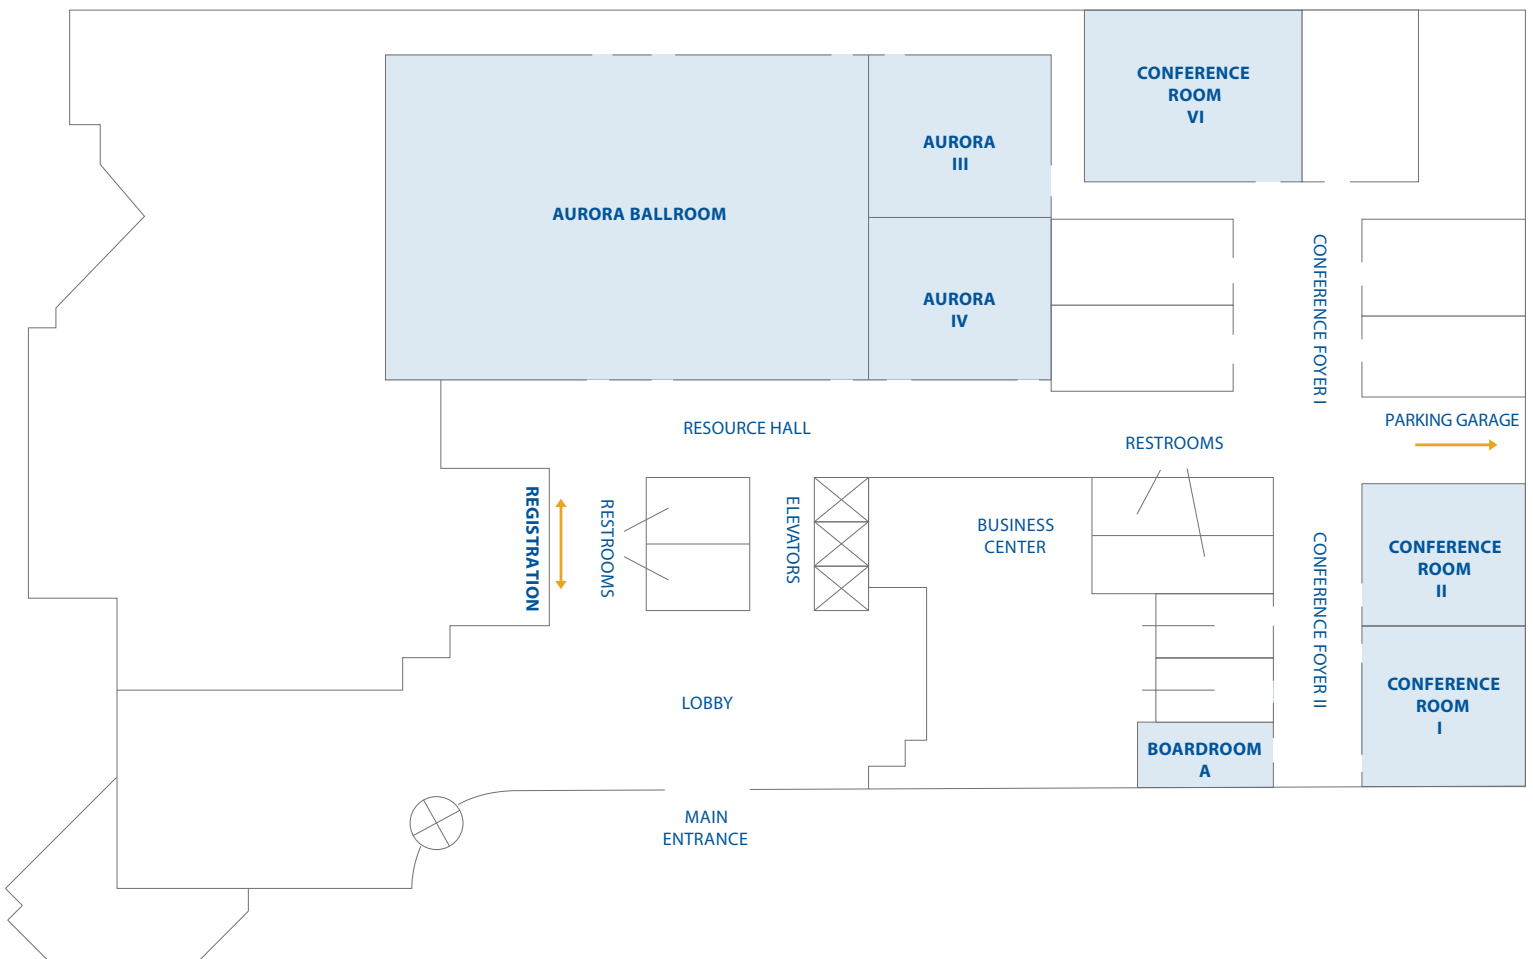 CONFERENCE
ROOM
VI
AURORA
III
AURORA BALLROOM
AURORA
IV
CONFERENCE FOYER I
PARKING GARAGE
RESOURCE HALL
RESTROOMS
REGISTRATION
RESTROOMS
ELEVATORS
BUSINESS
CENTER
CONFERENCE FOYER II
CONFERENCE
ROOM
II
CONFERENCE
ROOM
I
LOBBY
BOARDROOM
A
MAIN
ENTRANCE